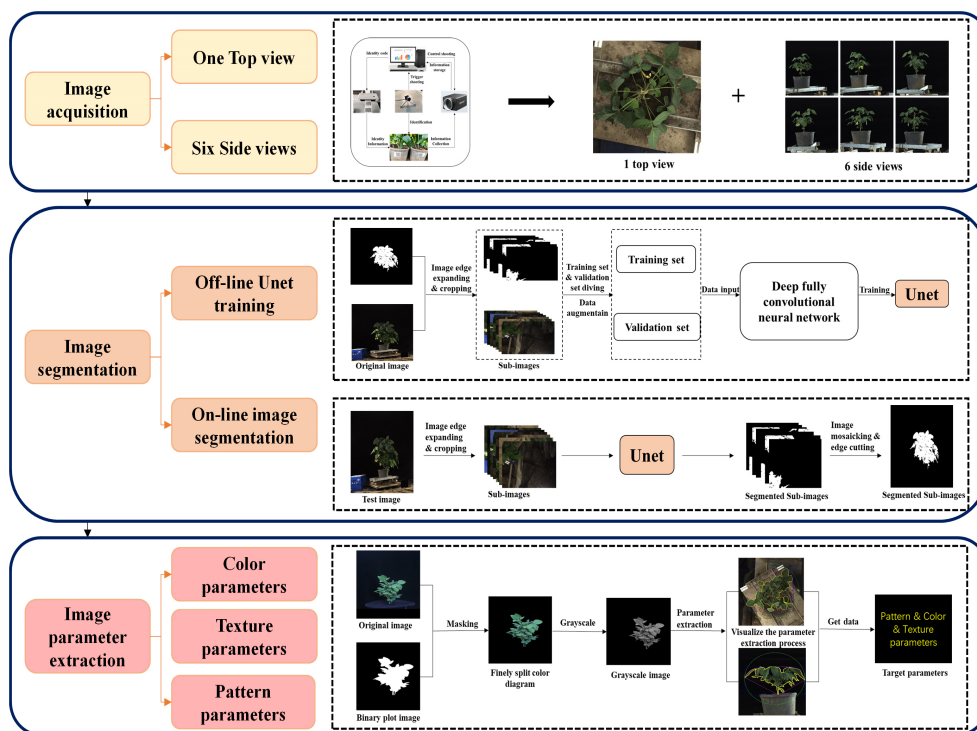 Image
acquisition
One Top view
Six Side views
Identity code
Control shooting
Information
storage
Trigger
shooting
Identification
Identity
Information
Information
Collection
1 top view
+
6 side views
Image
segmentation
Off-line Unet
training
On-line image
segmentation
Original image
Image edge
expanding
& cropping
Sub-images
Training set
& validation
set diving
Data
augmentain
Training set
Validation set
Data input
Deep fully
convolutional
neural network
Training
Unet
Test image
Image edge
expanding
& cropping
Sub-images
Unet
Segmented Sub-images
Image
mosaicking &
edge cutting
Segmented Sub-images
Image
parameter
extraction
Color
parameters
Texture
parameters
Pattern
parameters
Original image
Binary plot image
Masking
Finely split color
diagram
Grayscale
Grayscale image
Parameter
extraction
Visualize the parameter
extraction process
Get data
Pattern & Color
& Texture
parameters
Target parameters